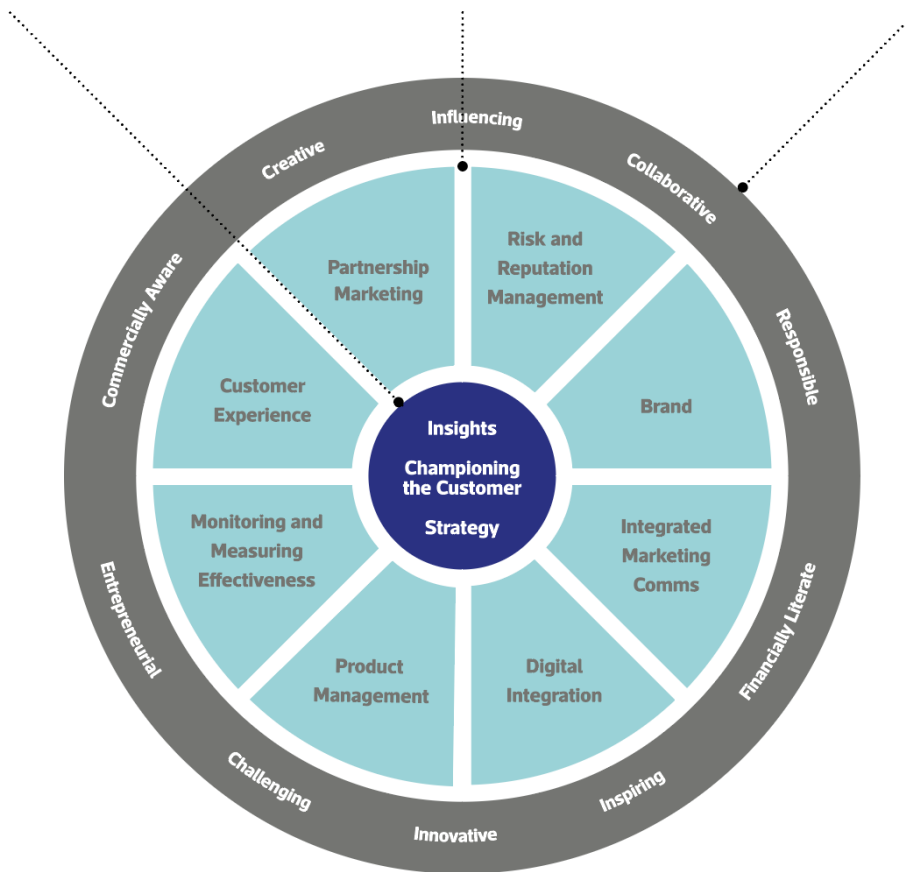 Influencing
Creative
Collaborative
Commercially Aware
Responsible
Entrepreneurial
Financially Literate
Challenging
Inspiring
Innovative
Partnership
Marketing
Risk and
Reputation
Management
Customer
Experience
Brand
Monitoring and
Measuring
Effectiveness
Integrated
Marketing
Comms
Product
Management
Digital
Integration
Insights
Championing
the Customer
Strategy